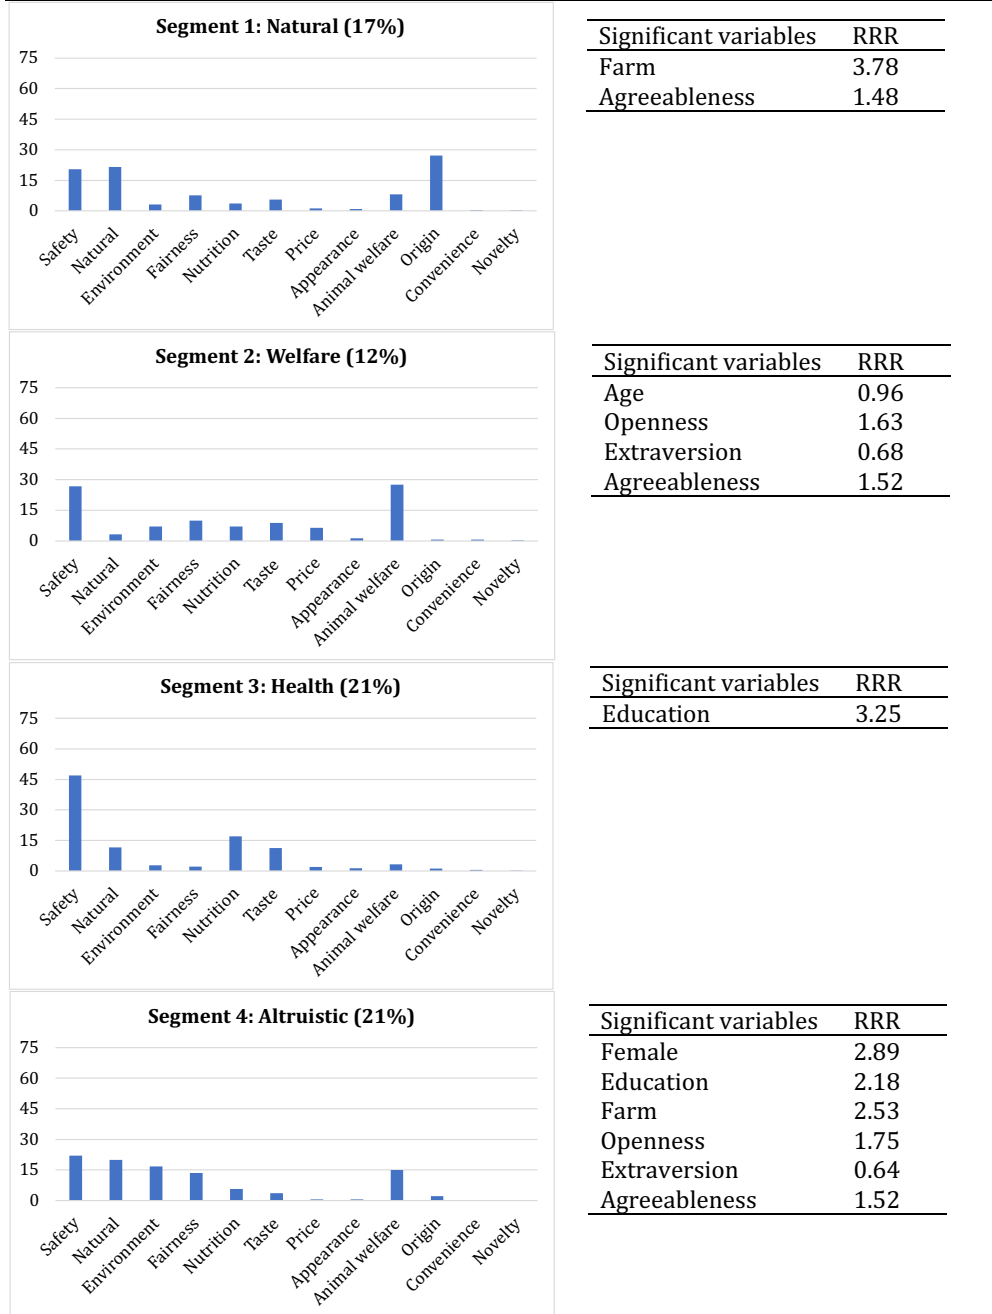 Segment 1: Natural (17%)
75
60
45
30
15
0
Safety
Natural
Environment
Fairness
Nutrition
Taste
Price
Appearance
Animal welfare
Origin
Convenience
Novelty
Significant variables RRR
Farm 3.78
Agreeableness 1.48
Segment 2: Welfare (12%)
75
60
45
30
15
0
Safety
Natural
Environment
Fairness
Nutrition
Taste
Price
Appearance
Animal welfare
Origin
Convenience
Novelty
Significant variables RRR
Age 0.96
Openness 1.63
Extraversion 0.68
Agreeableness 1.52
Segment 3: Health (21%)
75
60
45
30
15
0
Safety
Natural
Environment
Fairness
Nutrition
Taste
Price
Appearance
Animal welfare
Origin
Convenience
Novelty
Significant variables RRR
Education 3.25
Segment 4: Altruistic (21%)
75
60
45
30
15
0
Safety
Natural
Environment
Fairness
Nutrition
Taste
Price
Appearance
Animal welfare
Origin
Convenience
Novelty
Significant variables RRR
Female 2.89
Education 2.18
Farm 2.53
Openness 1.75
Extraversion 0.64
Agreeableness 1.52